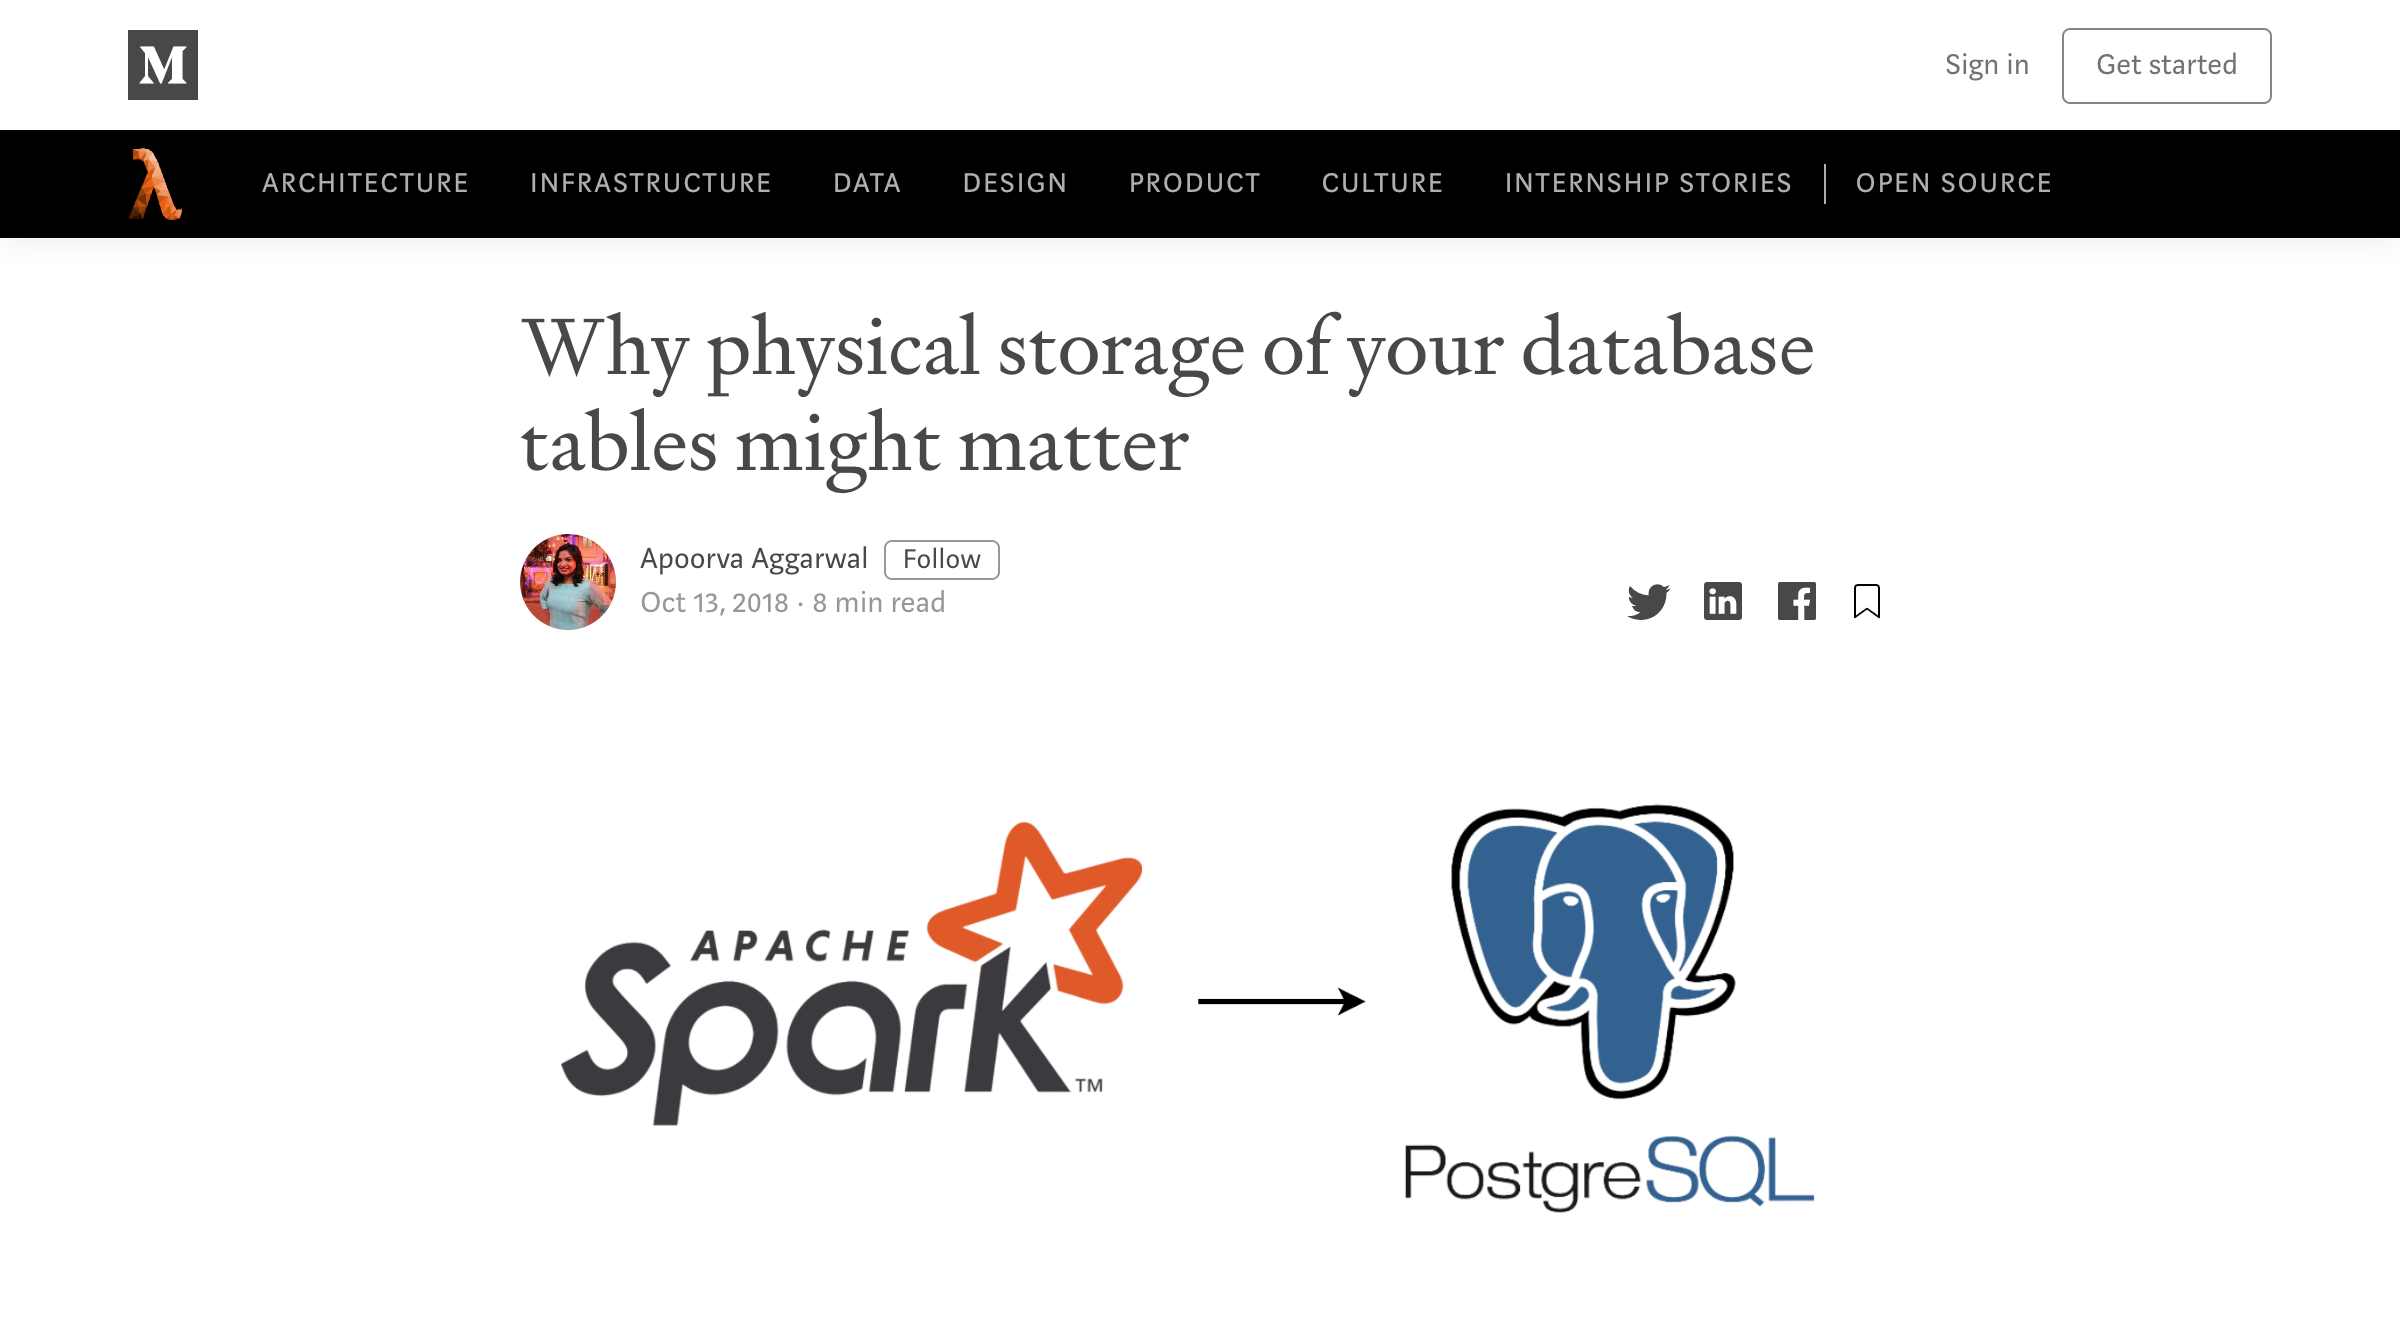 M
Sign in
Get started
λ
ARCHITECTURE INFRASTRUCTURE DATA DESIGN PRODUCT CULTURE INTERNSHIP STORIES OPEN SOURCE
Why physical storage of your database
tables might matter
Apoorva Aggarwal
Follow
Oct 13, 2018 · 8 min read
in
f
APACHE
Spark™
PostgreSQL